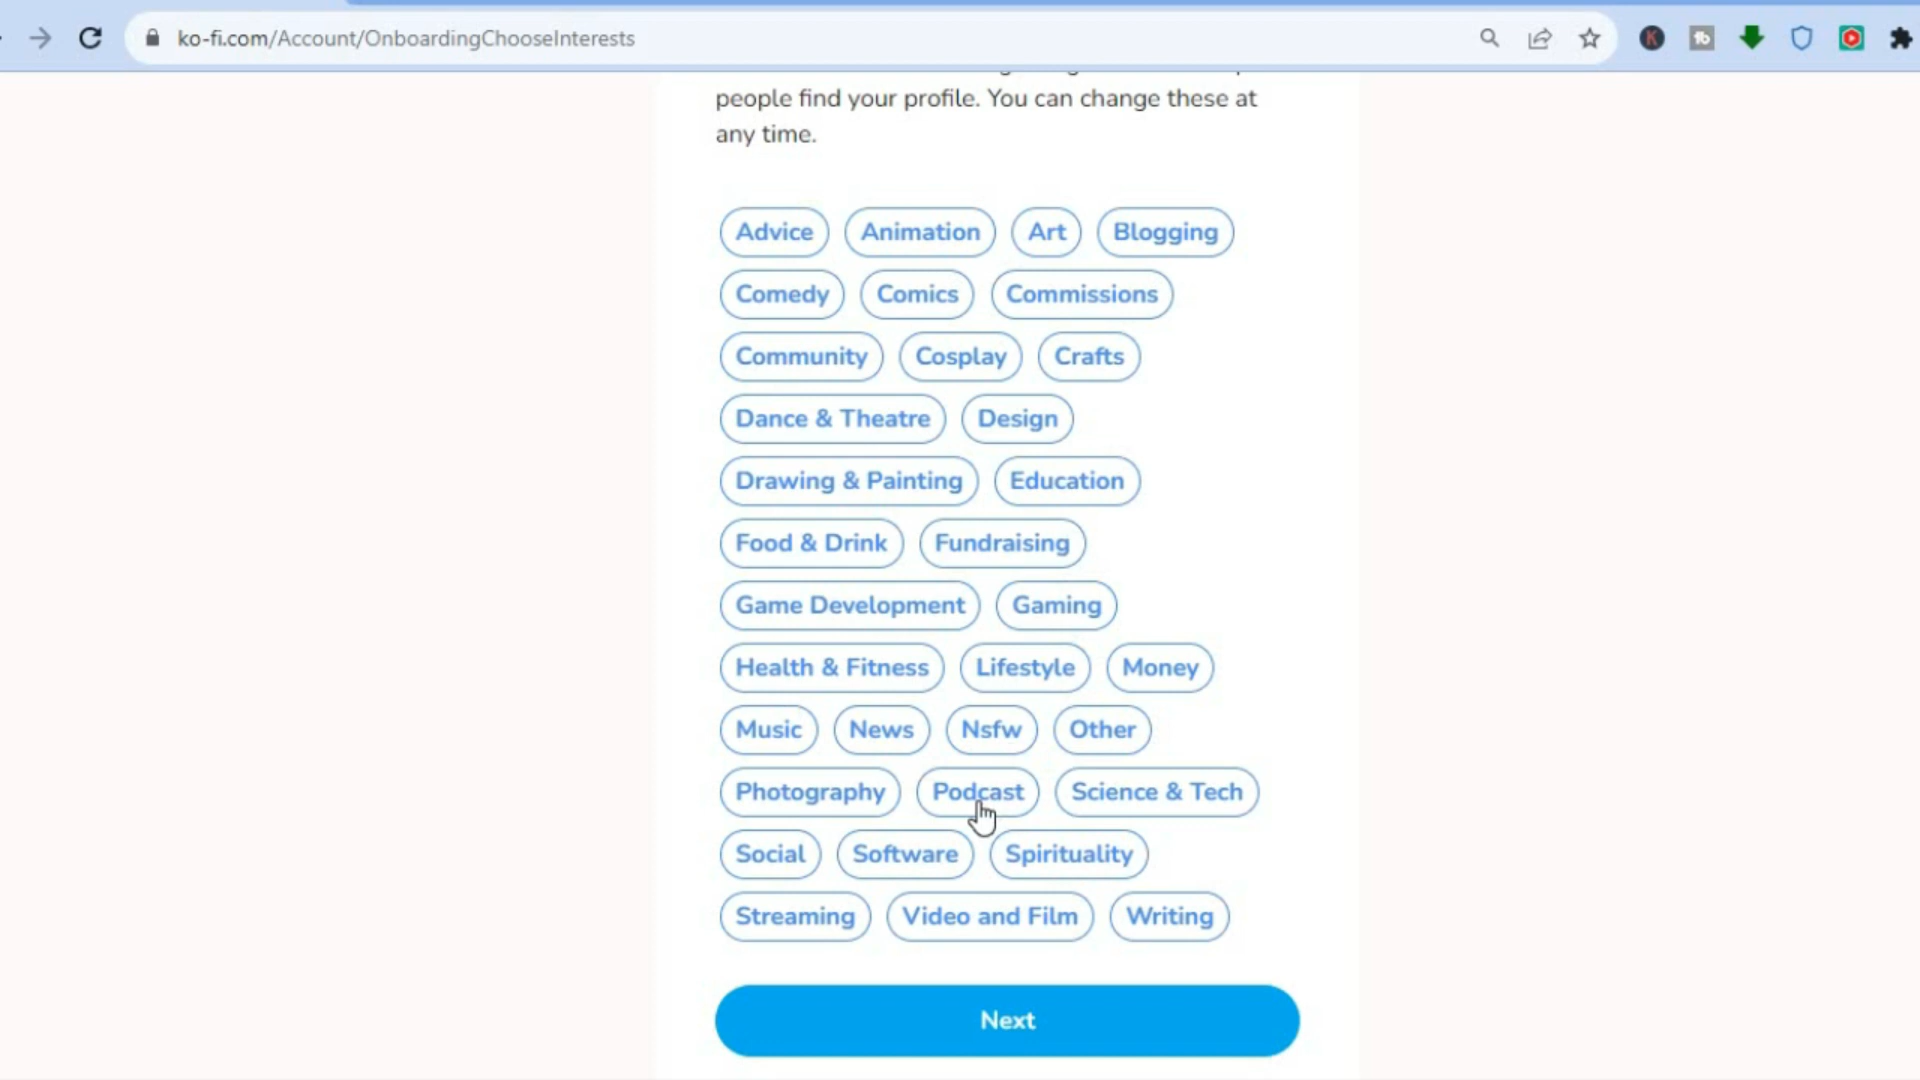 ko-fi.com/Account/OnboardingChooseInterests
people find your profile. You can change these at
any time.
Advice Animation Art Blogging
Comedy Comics Commissions
Community Cosplay Crafts
Dance & Theatre Design
Drawing & Painting Education
Food & Drink Fundraising
Game Development Gaming
Health & Fitness Lifestyle Money
Music News Nsfw Other
Photography Podcast Science & Tech
Social Software Spirituality
Streaming Video and Film Writing
Next